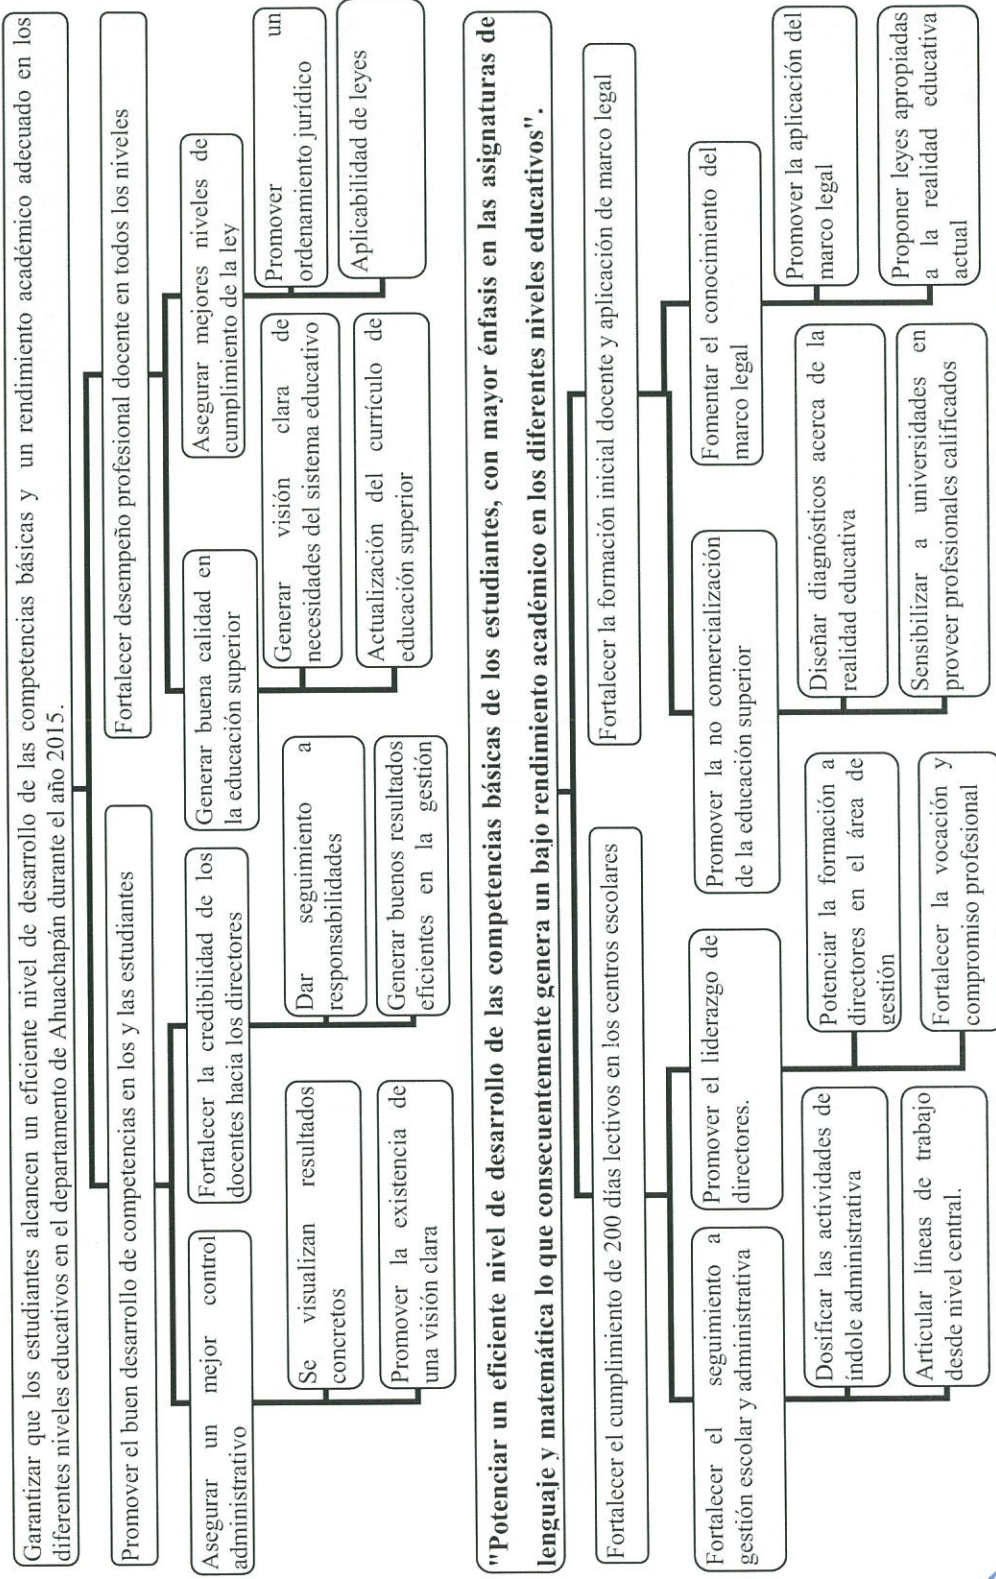 Garantizar que los estudiantes alcancen un eficiente nivel de desarrollo de las competencias básicas y un rendimiento académico adecuado en los
diferentes niveles educativos en el departamento de Ahuachapán durante el año 2015.
Promover el buen desarrollo de competencias en los y las estudiantes
Fortalecer desempeño profesional docente en todos los niveles
Asegurar un mejor control
administrativo
Fortalecer la credibilidad de los
docentes hacia los directores
Generar buena calidad en
la educación superior
Asegurar mejores niveles de
cumplimiento de la ley
Se visualizan resultados
concretos
Promover la existencia de
una visión clara
Dar seguimiento a
responsabilidades
Generar buenos resultados
eficientes en la gestión
Generar visión clara de
necesidades del sistema educativo
Actualización del currículo de
educación superior
Promover un
ordenamiento jurídico
Aplicabilidad de leyes
"Potenciar un eficiente nivel de desarrollo de las competencias básicas de los estudiantes, con mayor énfasis en las asignaturas de
lenguaje y matemática lo que consecuentemente genera un bajo rendimiento académico en los diferentes niveles educativos".
Fortalecer el cumplimiento de 200 días lectivos en los centros escolares
Fortalecer la formación inicial docente y aplicación de marco legal
Fortalecer el seguimiento a
gestión escolar y administrativa
Promover el liderazgo de
directores.
Promover la no comercialización
de la educación superior
Fomentar el conocimiento del
marco legal
Dosificar las actividades de
índole administrativa
Articular líneas de trabajo
desde nivel central.
Potenciar la formación a
directores en el área de
gestión
Fortalecer la vocación y
compromiso profesional
Diseñar diagnósticos acerca de la
realidad educativa
Sensibilizar a universidades en
proveer profesionales calificados
Promover la aplicación del
marco legal
Proponer leyes apropiadas
a la realidad educativa
actual